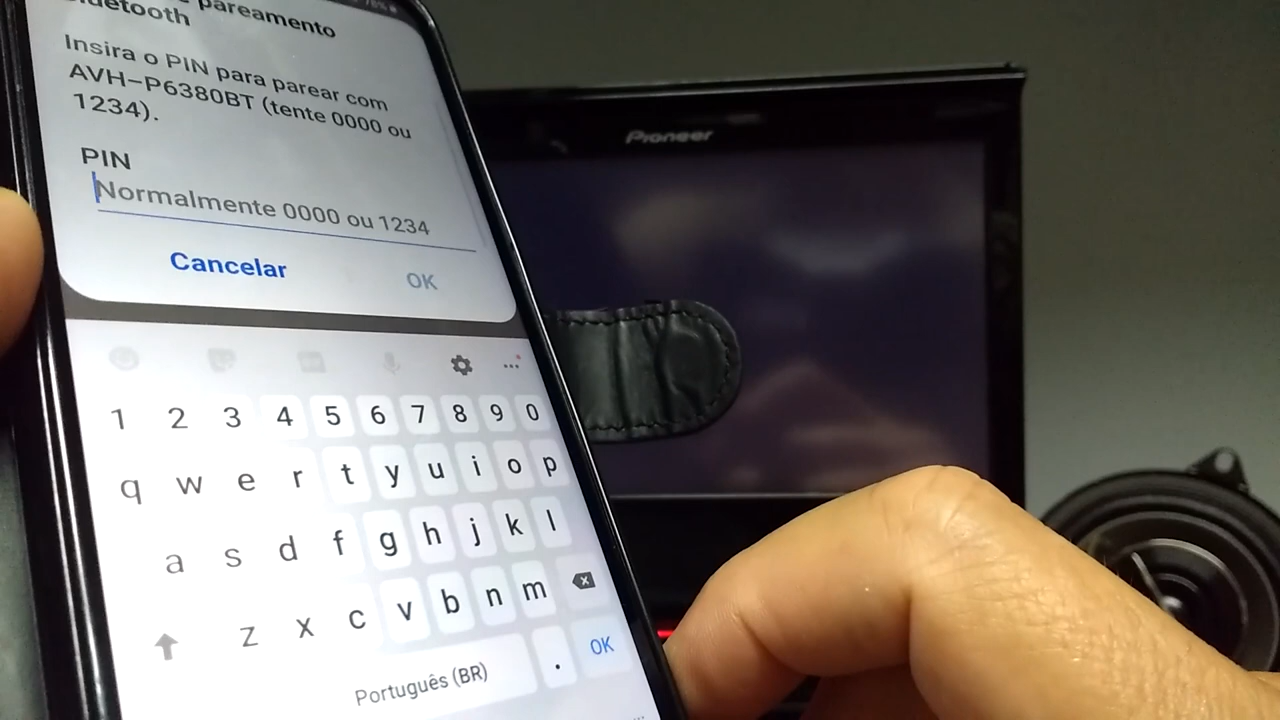 pareamento
Bluetooth
Insira o PIN para parear com
AVH-P6380BT (tente 0000 ou
1234).
PIN
Normalmente 0000 ou 1234
Cancelar OK
Pioneer
1 2 3 4 5 6 7 8 9 0
q w e r t y u i o p
a s d f g h j k l
z x c v b n m
Português (BR) . OK